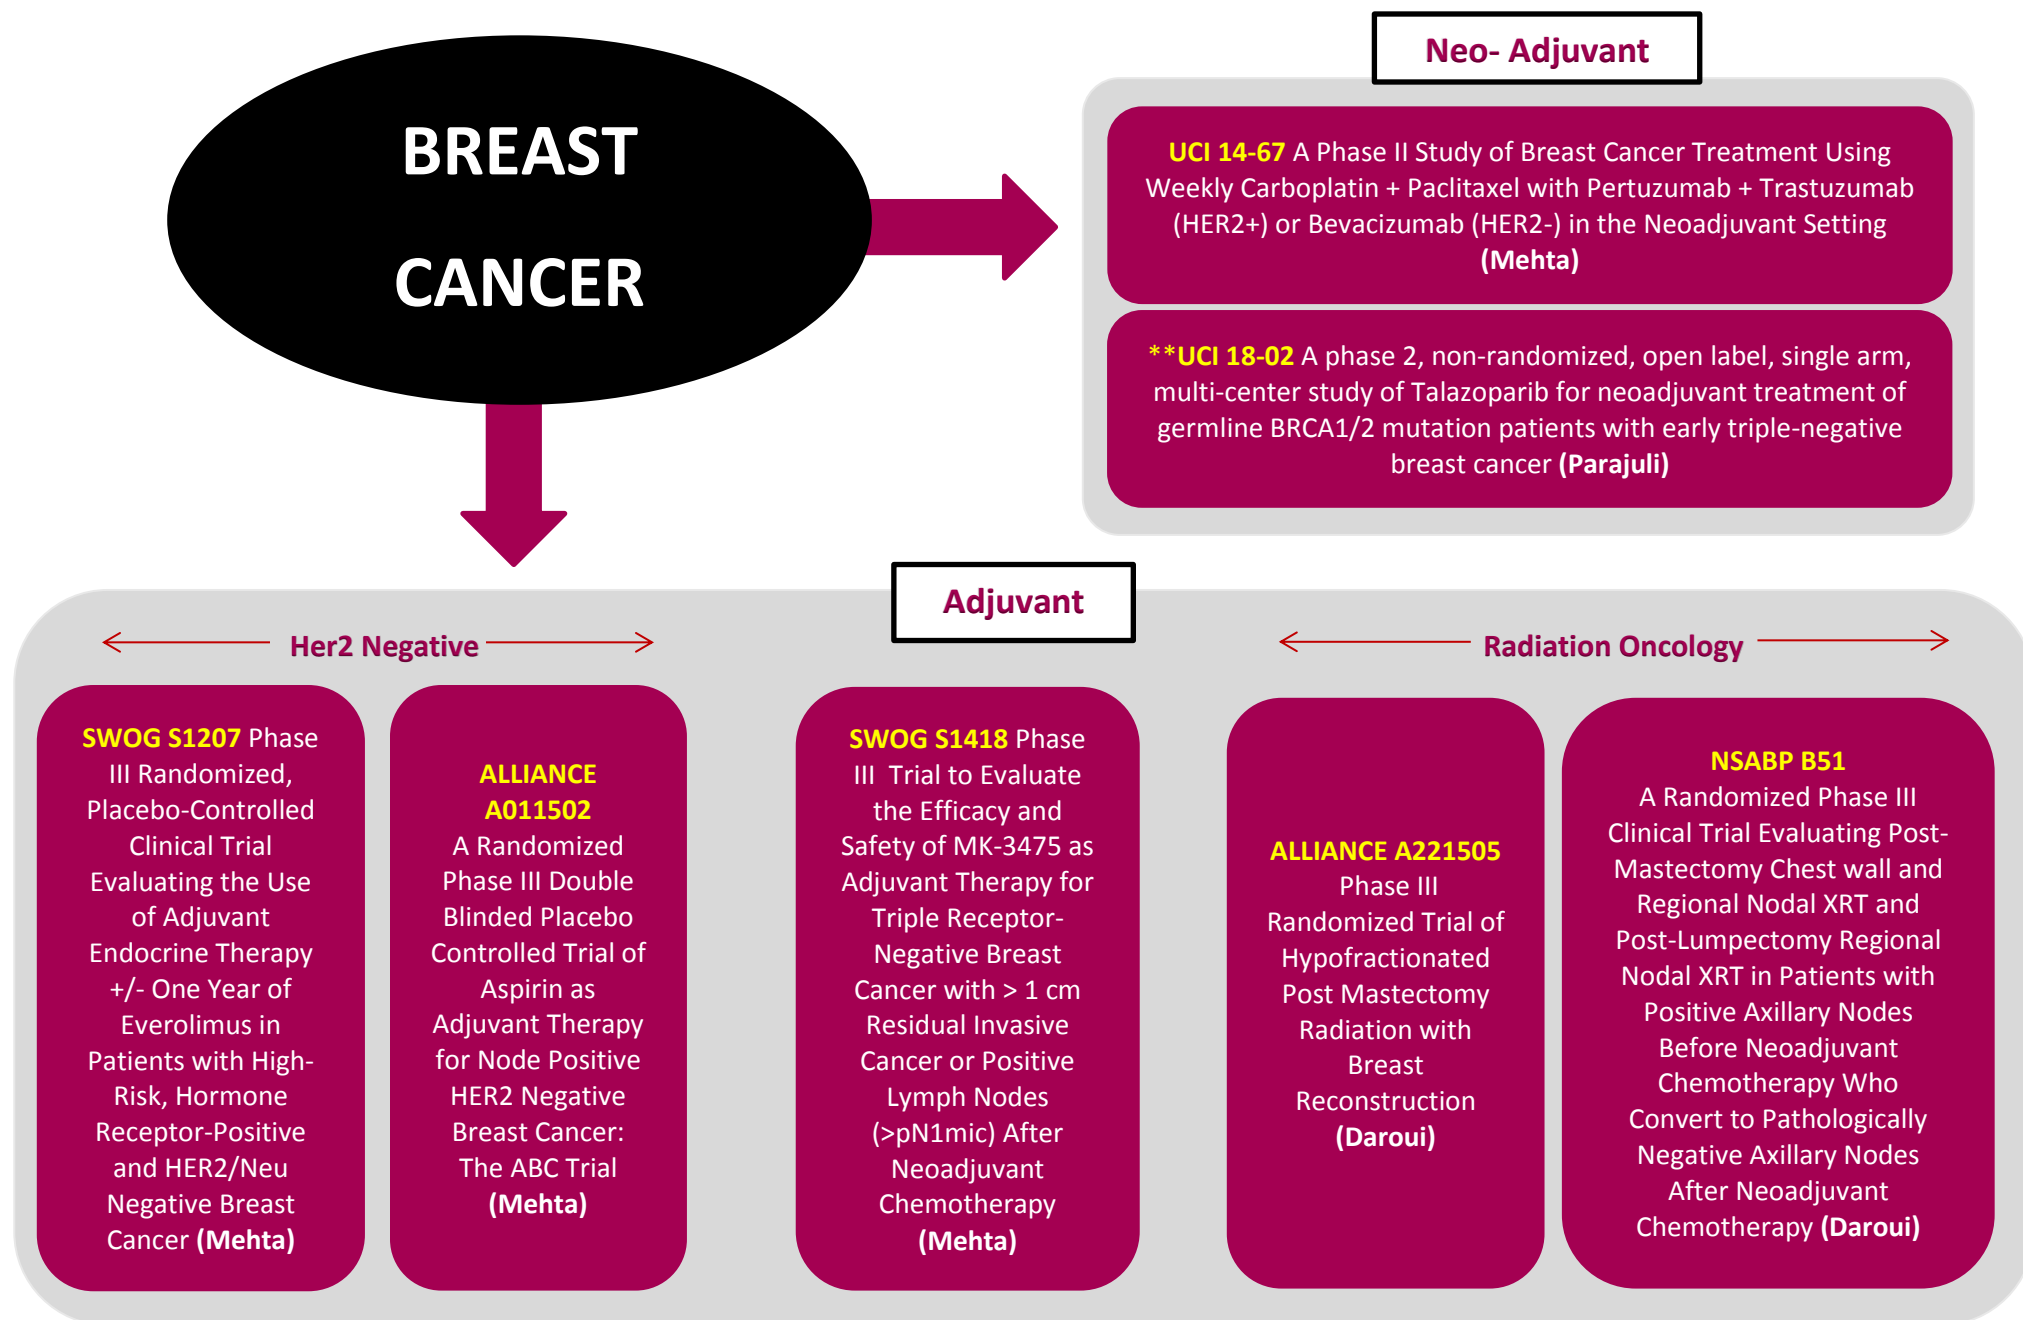 BREAST
CANCER
Neo- Adjuvant
UCI 14-67 A Phase II Study of Breast Cancer Treatment Using
Weekly Carboplatin + Paclitaxel with Pertuzumab + Trastuzumab
(HER2+) or Bevacizumab (HER2-) in the Neoadjuvant Setting
(Mehta)
**UCI 18-02 A phase 2, non-randomized, open label, single arm,
multi-center study of Talazoparib for neoadjuvant treatment of
germline BRCA1/2 mutation patients with early triple-negative
breast cancer (Parajuli)
Adjuvant
Her2 Negative
SWOG S1207 Phase
III Randomized,
Placebo-Controlled
Clinical Trial
Evaluating the Use
of Adjuvant
Endocrine Therapy
+/- One Year of
Everolimus in
Patients with High-
Risk, Hormone
Receptor-Positive
and HER2/Neu
Negative Breast
Cancer (Mehta)
ALLIANCE
A011502
A Randomized
Phase III Double
Blinded Placebo
Controlled Trial of
Aspirin as
Adjuvant Therapy
for Node Positive
HER2 Negative
Breast Cancer:
The ABC Trial
(Mehta)
SWOG S1418 Phase
III  Trial to Evaluate
the Efficacy and
Safety of MK-3475 as
Adjuvant Therapy for
Triple Receptor-
Negative Breast
Cancer with > 1 cm
Residual Invasive
Cancer or Positive
Lymph Nodes
(>pN1mic) After
Neoadjuvant
Chemotherapy
(Mehta)
Radiation Oncology
ALLIANCE A221505
Phase III
Randomized Trial of
Hypofractionated
Post Mastectomy
Radiation with
Breast
Reconstruction
(Daroui)
NSABP B51
A Randomized Phase III
Clinical Trial Evaluating Post-
Mastectomy Chest wall and
Regional Nodal XRT and
Post-Lumpectomy Regional
Nodal XRT in Patients with
Positive Axillary Nodes
Before Neoadjuvant
Chemotherapy Who
Convert to Pathologically
Negative Axillary Nodes
After Neoadjuvant
Chemotherapy (Daroui)